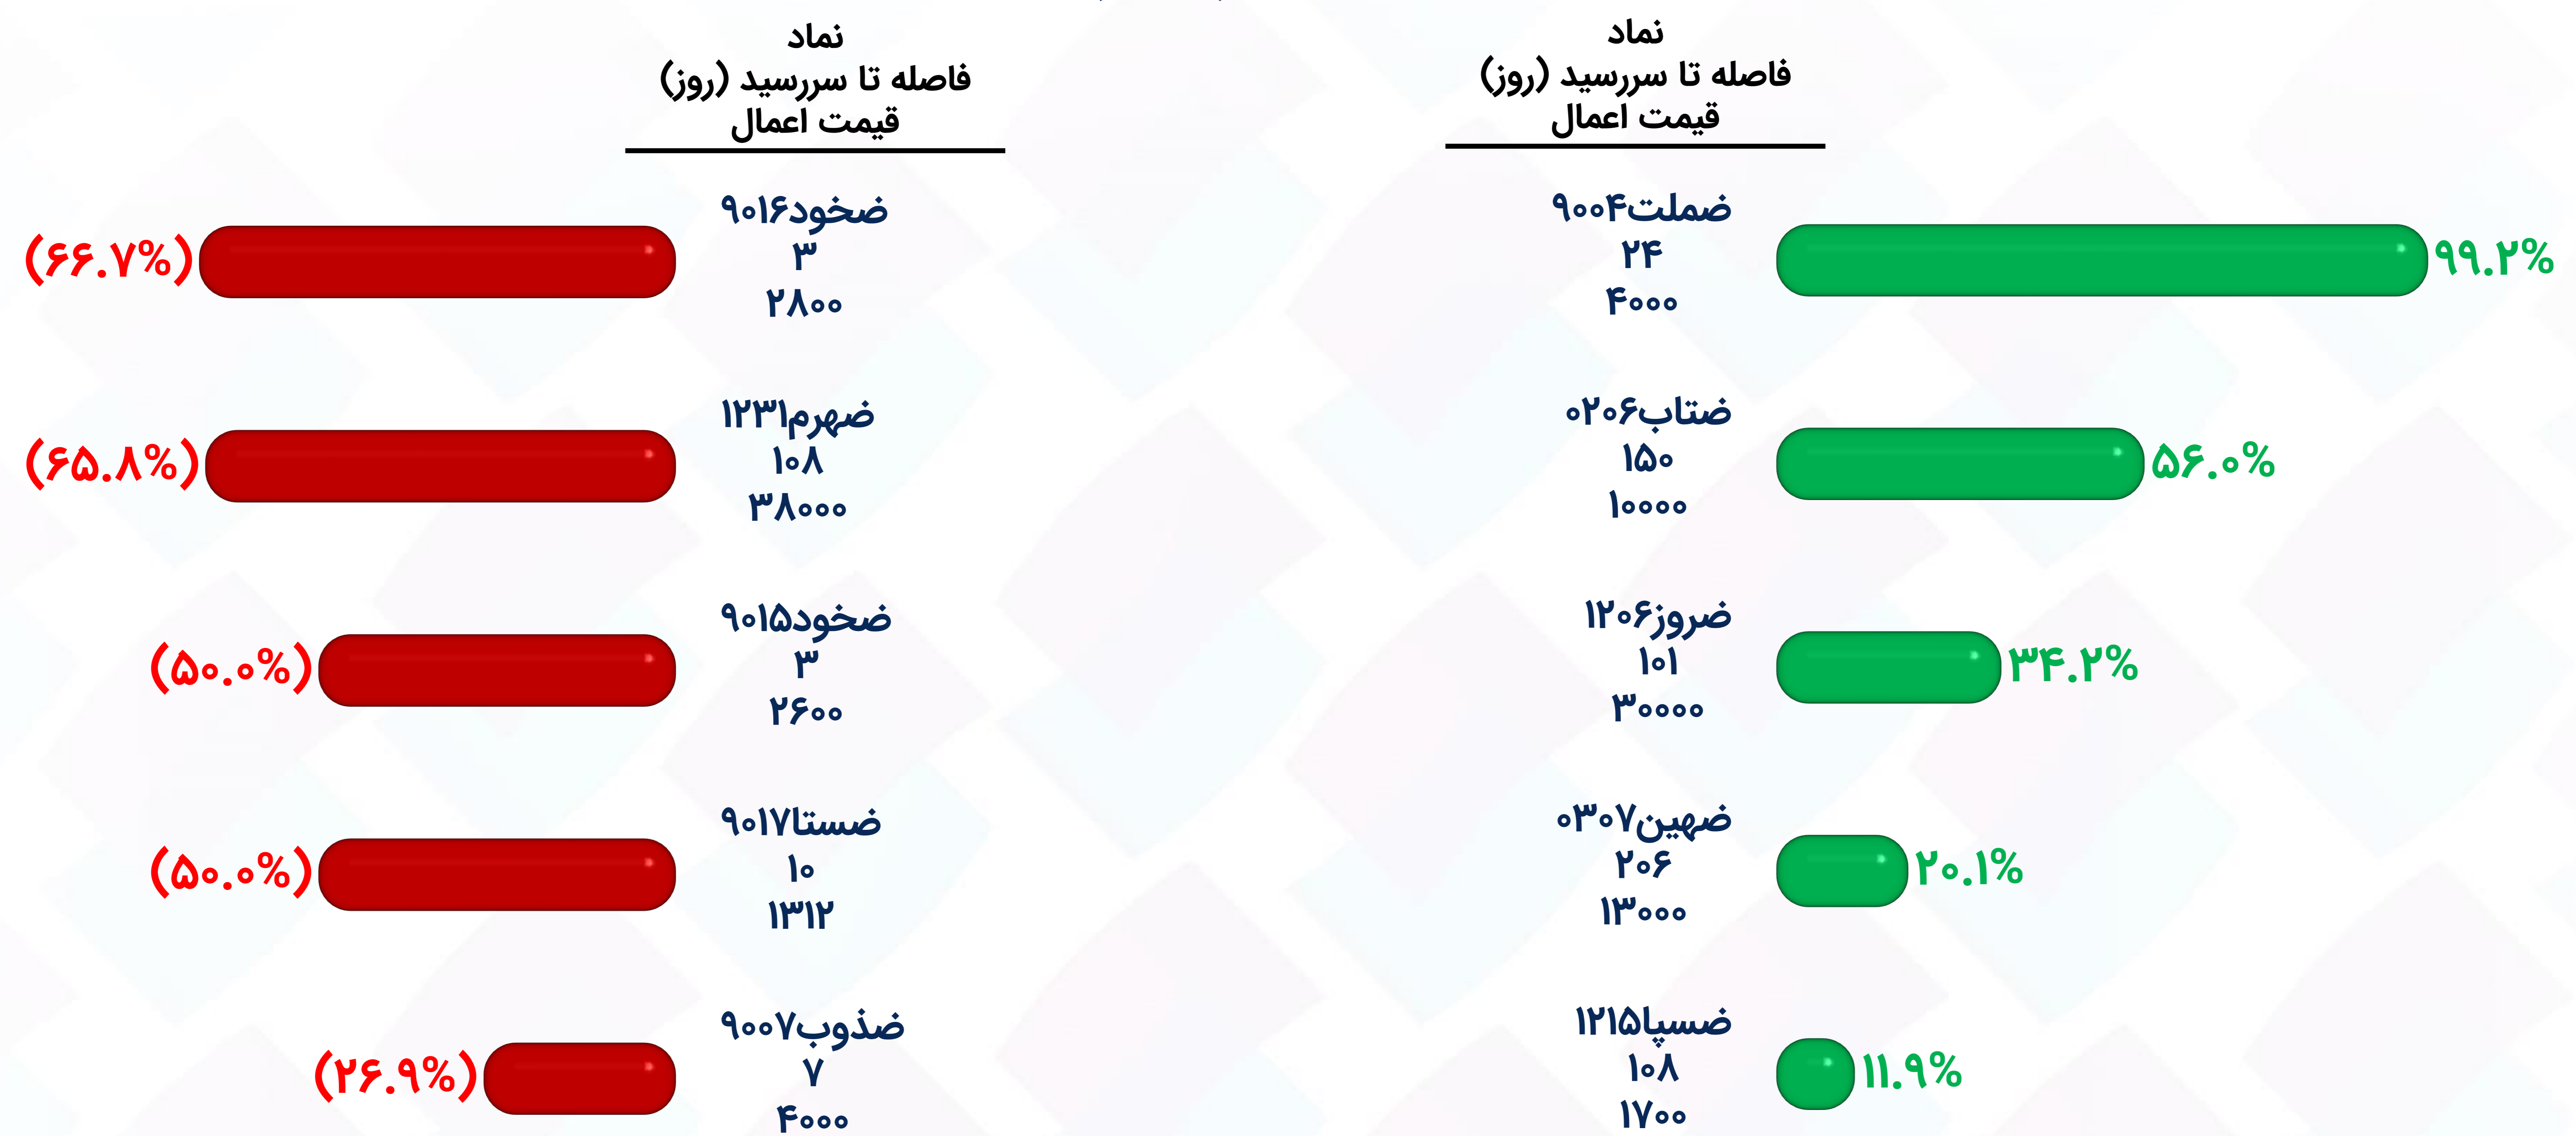 نماد
فاصله تا سررسید (روز)
قیمت اعمال
ضملت۹۰۰۴
۲۴
۴۰۰۰
۹۹.۲%
ضتاب۰۲۰۶
۱۵۰
۱۰۰۰۰
۵۶.۰%
ضروز۱۲۰۶
۱۰۱
۳۰۰۰۰
۳۴.۲%
ضهین۰۳۰۷
۲۰۶
۱۳۰۰۰
۲۰.۱%
ضسپا۱۲۱۵
۱۰۸
۱۷۰۰
۱۱.۹%
نماد
فاصله تا سررسید (روز)
قیمت اعمال
ضخود۹۰۱۶
۳
۲۸۰۰
(۶۶.۷%)
ضهرم۱۲۳۱
۱۰۸
۳۸۰۰۰
(۶۵.۸%)
ضخود۹۰۱۵
۳
۲۶۰۰
(۵۰.۰%)
ضستا۹۰۱۷
۱۰
۱۳۱۲
(۵۰.۰%)
ضذوب۹۰۰۷
۷
۴۰۰۰
(۲۶.۹%)